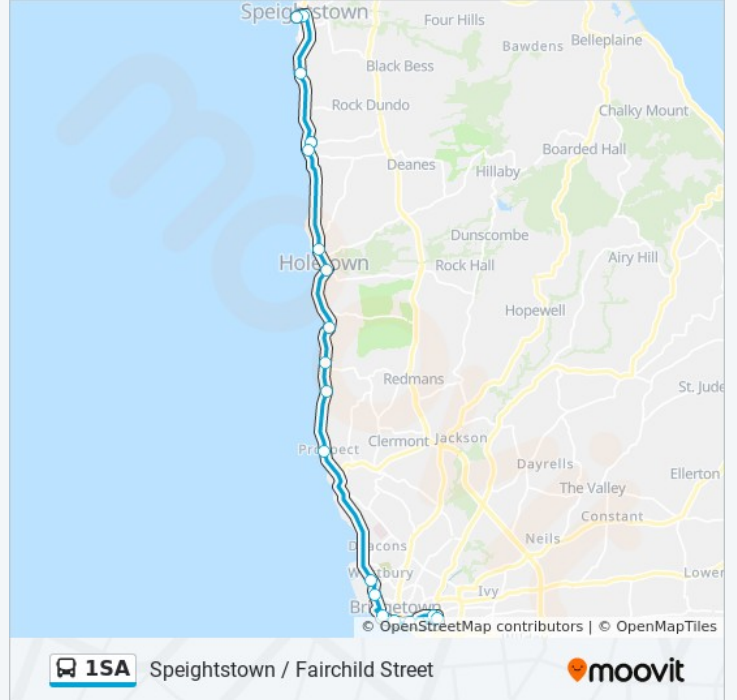 Speightstown
Four Hills
Bawdens
Belleplaine
Black Bess
Rock Dundo
Chalky Mount
Boarded Hall
Deanes
Hillaby
Dunscombe
Holetown
Rock Hall
Airy Hill
Hopewell
Redmans
St. Jude
Prospect
Clermont
Jackson
Dayrells
Ellerton
The Valley
Constant
Neils
Deacons
Westbury
Lower
Ivy
Bridgetown
© OpenStreetMap contributors | © OpenMapTiles
1SA Speightstown / Fairchild Street
moovit